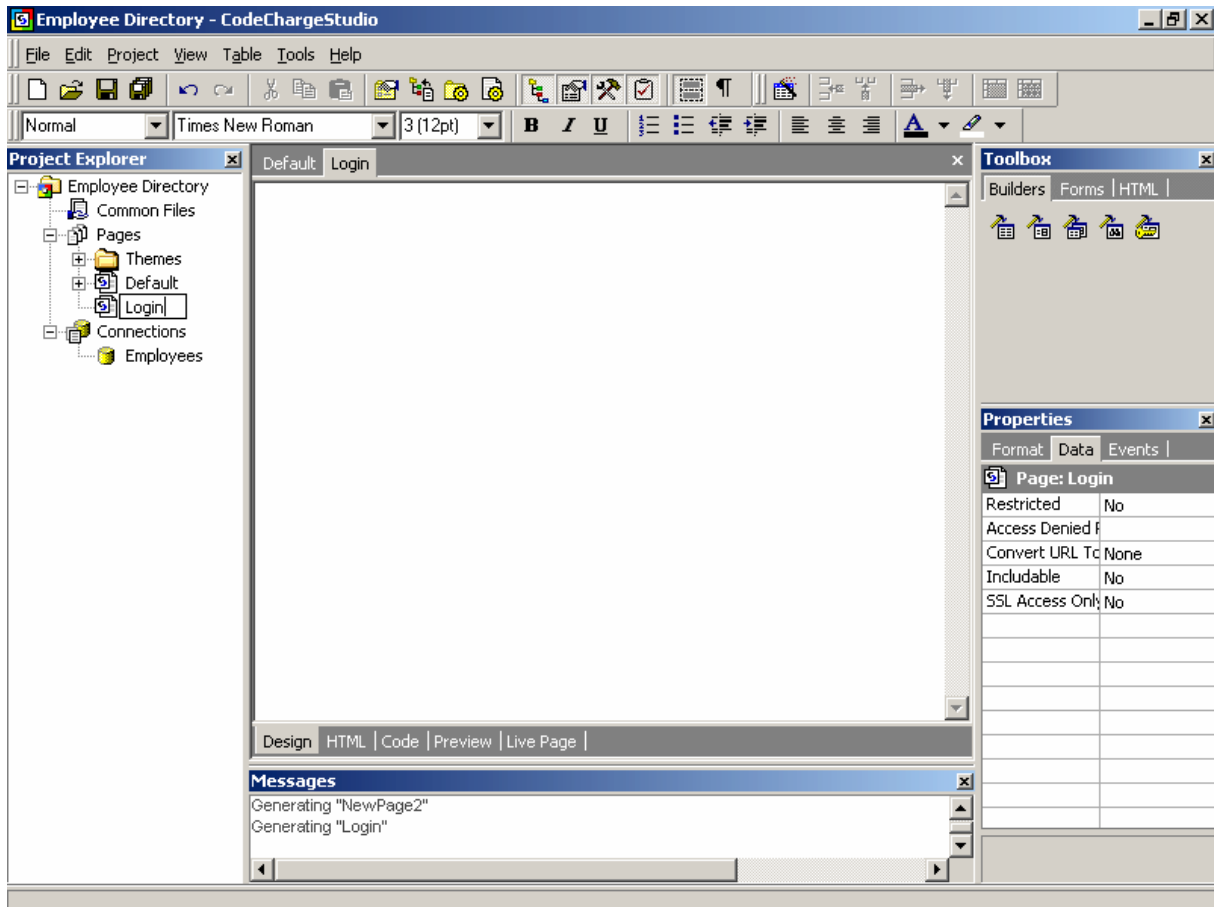 Employee Directory - CodeChargeStudio
File Edit Project View Table Tools Help
Normal Times New Roman 3 (12pt) B I U A
Project Explorer
Employee Directory
Common Files
Pages
Themes
Default
Login
Connections
Employees
Default Login
Design HTML Code Preview Live Page
Messages
Generating "NewPage2"
Generating "Login"
Toolbox
Builders Forms HTML
Properties
Format Data Events
Page: Login
Restricted No
Access Denied P
Convert URL To None
Includable No
SSL Access Only No